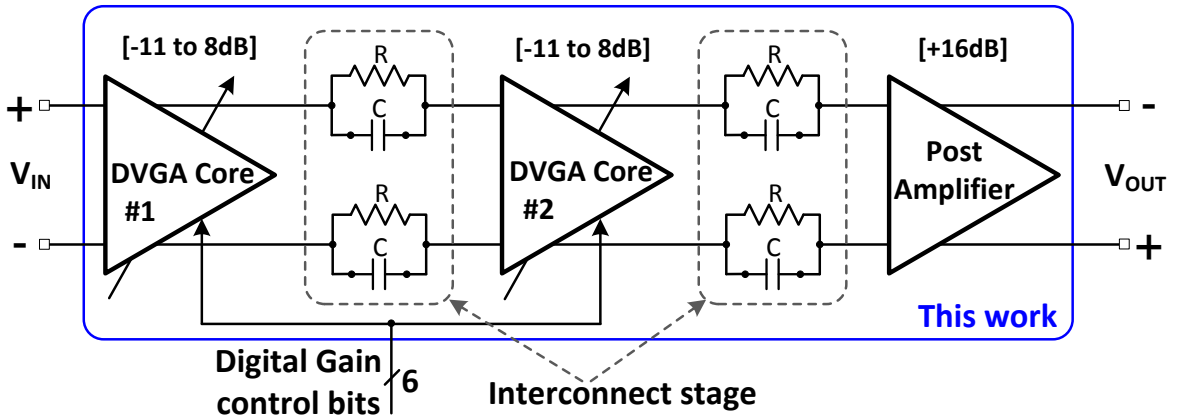 [-11 to 8dB]
[-11 to 8dB]
[+16dB]
R
R
C
C
+
-
DVGA Core
#1
DVGA Core
#2
Post
Amplifier
VIN
VOUT
R
R
C
C
-
+
This work
Digital Gain
control bits
6
Interconnect stage